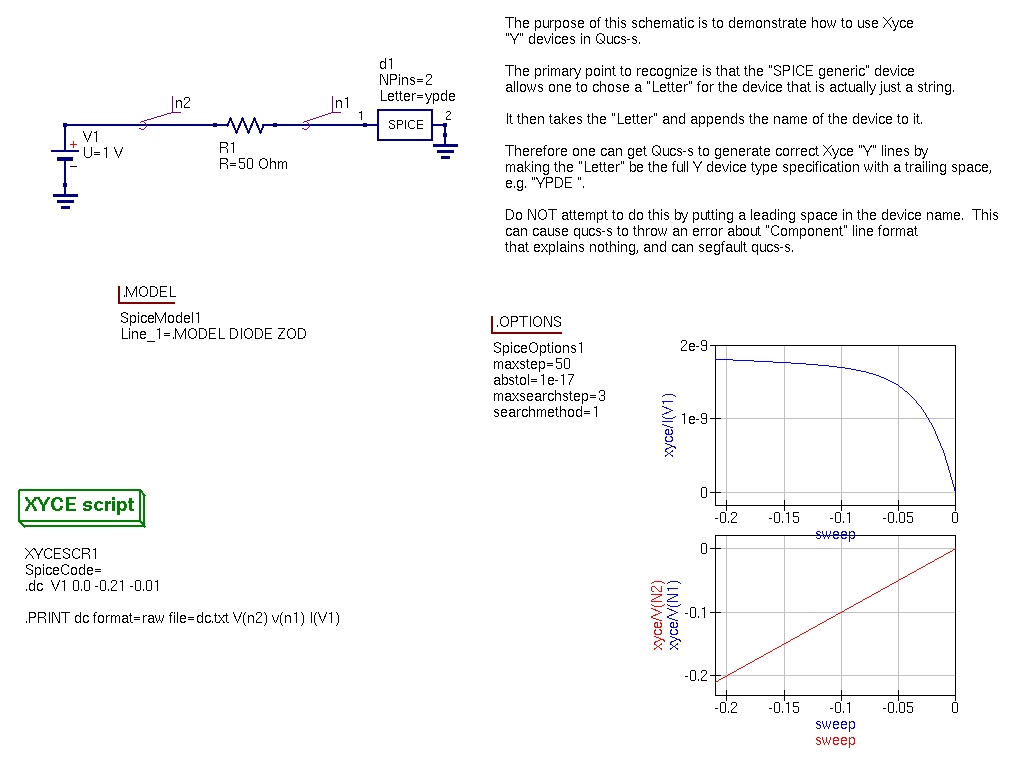 The purpose of this schematic is to demonstrate how to use Xyce
"Y" devices in Qucs-s.
The primary point to recognize is that the "SPICE generic" device
allows one to chose a "Letter" for the device that is actually just a string.
It then takes the "Letter" and appends the name of the device to it.
Therefore one can get Qucs-s to generate correct Xyce "Y" lines by
making the "Letter" be the full Y device type specification with a trailing space,
e.g. "YPDE ".
Do NOT attempt to do this by putting a leading space in the device name.  This
can cause qucs-s to throw an error about "Component" line format
that explains nothing, and can segfault qucs-s.
d1
NPins=2
Letter=ypde
n2
n1
1
SPICE
2
+
V1
U=1 V
R1
R=50 Ohm
.MODEL
SpiceModel1
Line_1=.MODEL DIODE ZOD
.OPTIONS
SpiceOptions1
maxstep=50
abstol=1e-17
maxsearchstep=3
searchmethod=1
XYCE script
XYCESCR1
SpiceCode=
.dc  V1 0.0 -0.21 -0.01
.PRINT dc format=raw file=dc.txt V(n2) v(n1) I(V1)
2e-9
1e-9
0
xyce/I(V1)
-0.2 -0.15 -0.1 -0.05 0
sweep
0
-0.1
-0.2
xyce/V(N2)
xyce/V(N1)
-0.2 -0.15 -0.1 -0.05 0
sweep
sweep